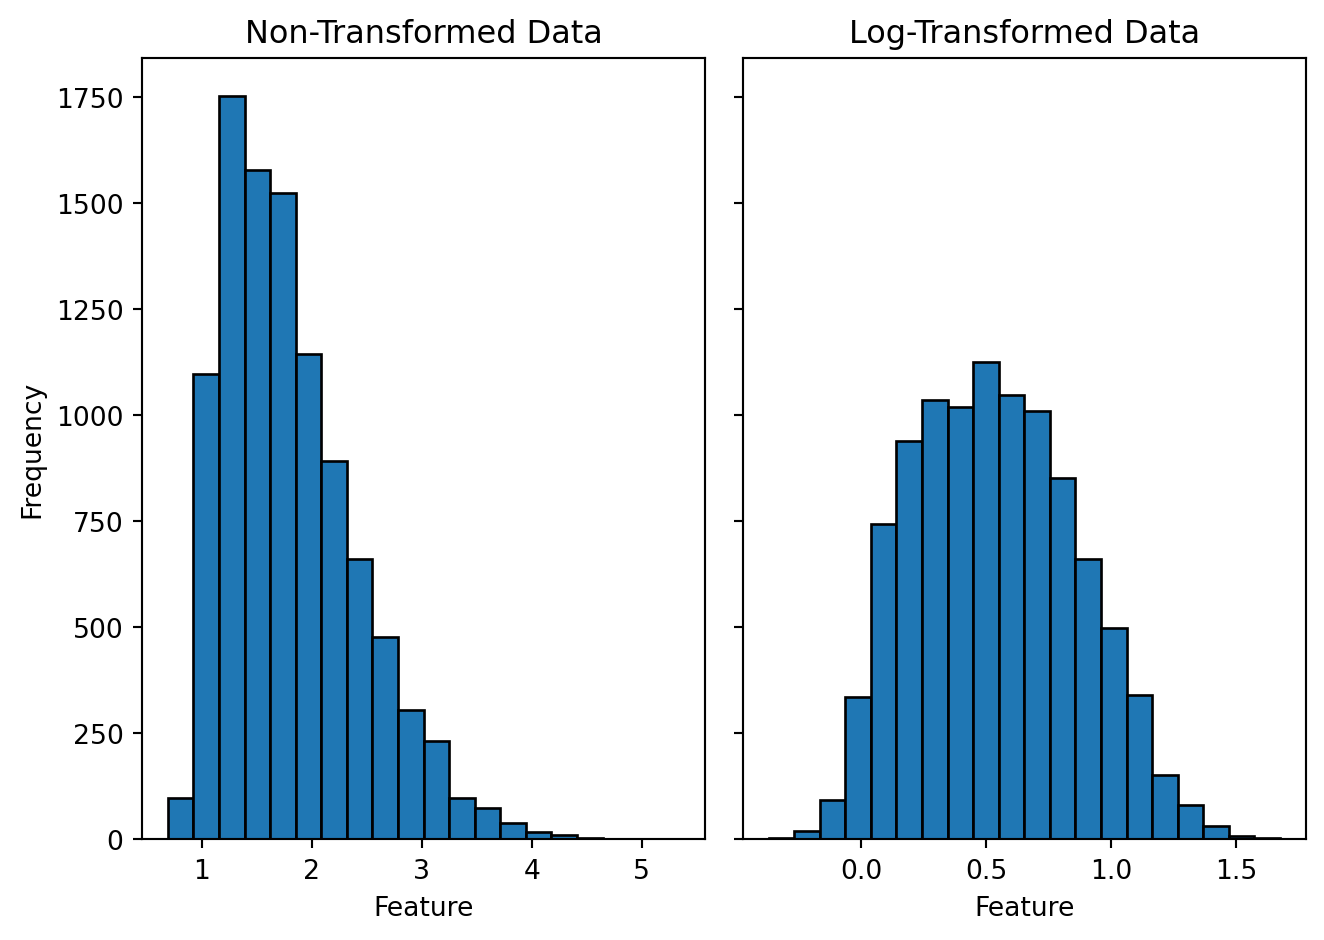 Non-Transformed Data
Log-Transformed Data
Frequency
1750
1500
1250
1000
750
500
250
0
1 2 3 4 5
0.0 0.5 1.0 1.5
Feature
Feature